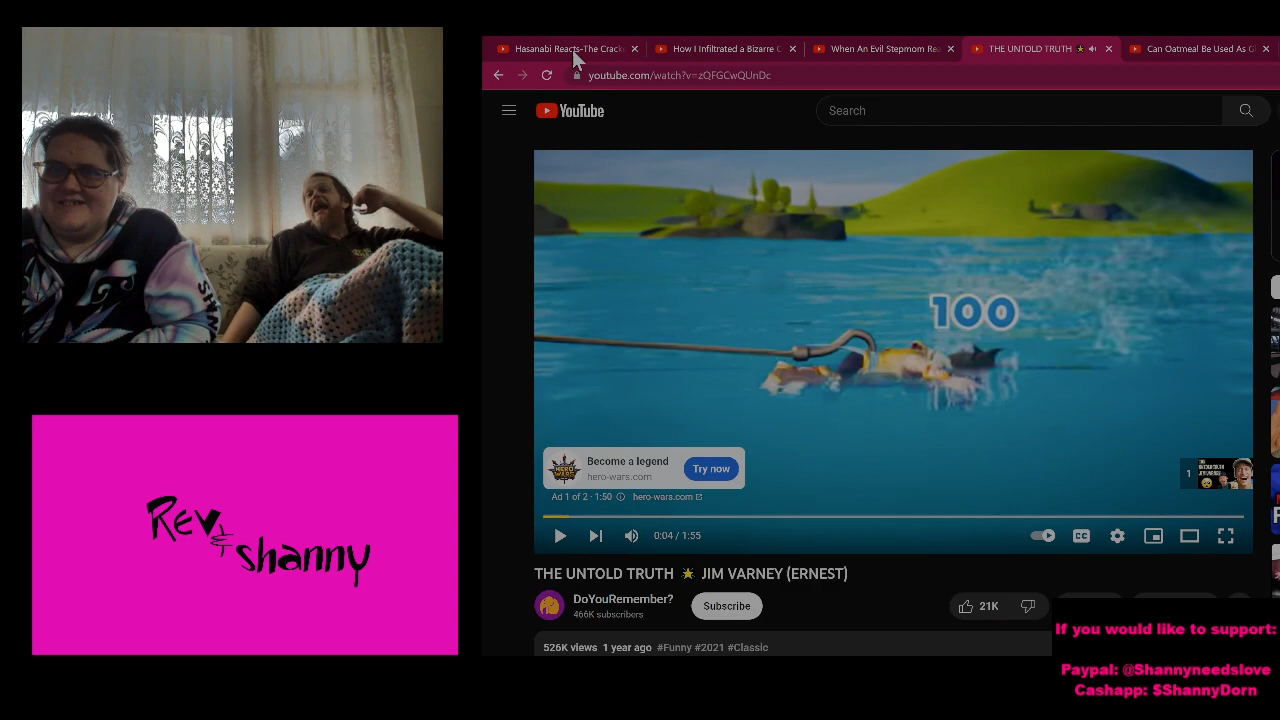 Hasanabi Reacts-The Crack
How I Infiltrated a Bizarre C
When An Evil Stepmom Rea
THE UNTOLD TRUTH
Can Oatmeal Be Used As G
youtube.com/watch?v=zQFGCwQUnDc
YouTube
Search
100
Become a legend
hero-wars.com
Try now
Ad 1 of 2 · 1:50
hero-wars.com
1
0:04 / 1:55
CC
Rev
&
shanny
THE UNTOLD TRUTH ⭐ JIM VARNEY (ERNEST)
DoYouRemember?
466K subscribers
Subscribe
21K
526K views 1 year ago #Funny #2021 #Classic
If you would like to support:
Paypal: @Shannyneedslove
Cashapp: $ShannyDorn